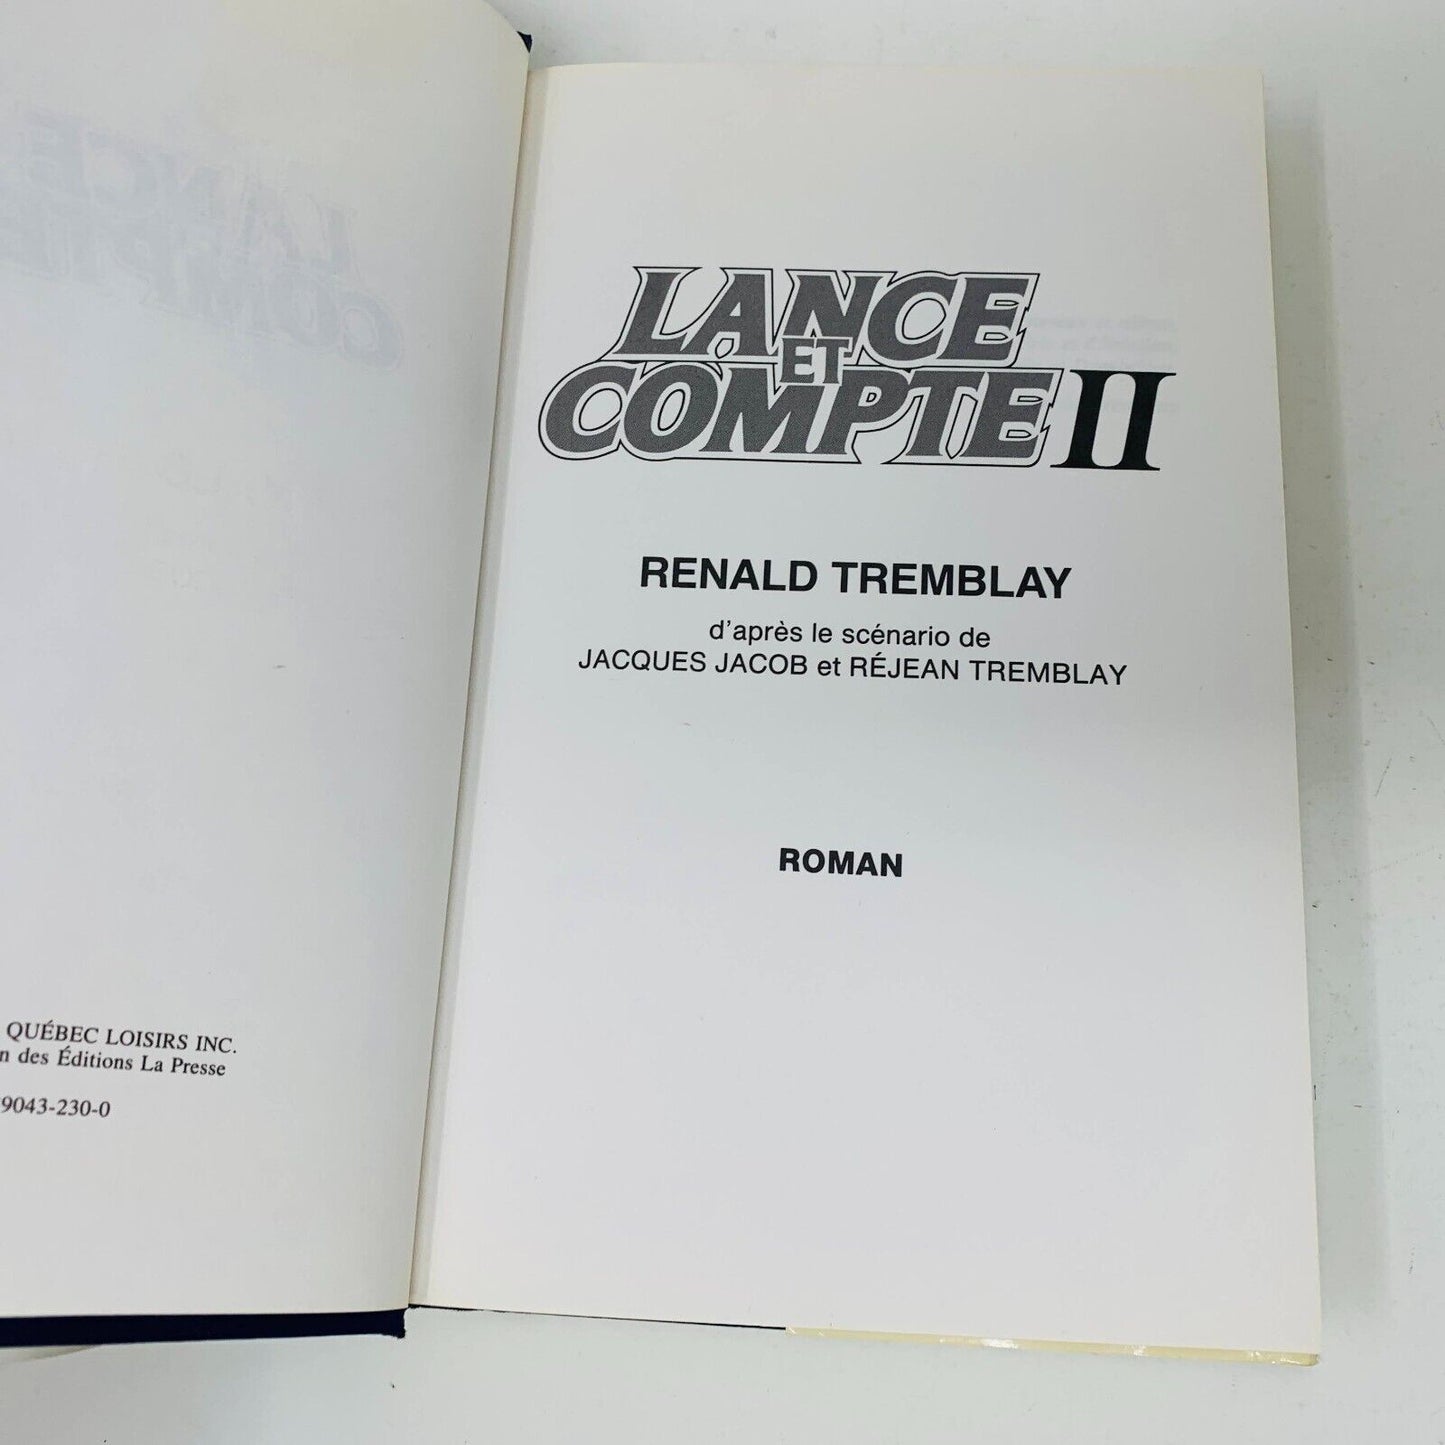 QUÉBEC LOISIRS INC.
des Éditions La Presse
9043-230-0
LANCE
ET
COMPTE II
RENALD TREMBLAY
d'après le scénario de
JACQUES JACOB et RÉJEAN TREMBLAY
ROMAN